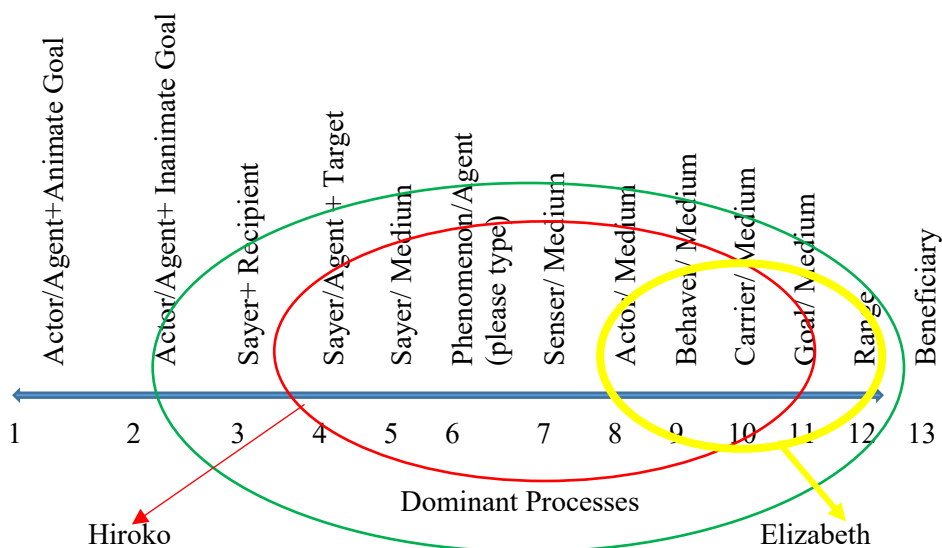 Actor/Agent+Animate Goal
Actor/Agent+ Inanimate Goal
Sayer+ Recipient
Sayer/Agent + Target
Sayer/ Medium
Phenomenon/Agent
(please type)
Senser/ Medium
Actor/ Medium
Behaver/ Medium
Carrier/ Medium
Goal/ Medium
Range
Beneficiary
1 2 3 4 5 6 7 8 9 10 11 12 13
Dominant Processes
Hiroko
Elizabeth